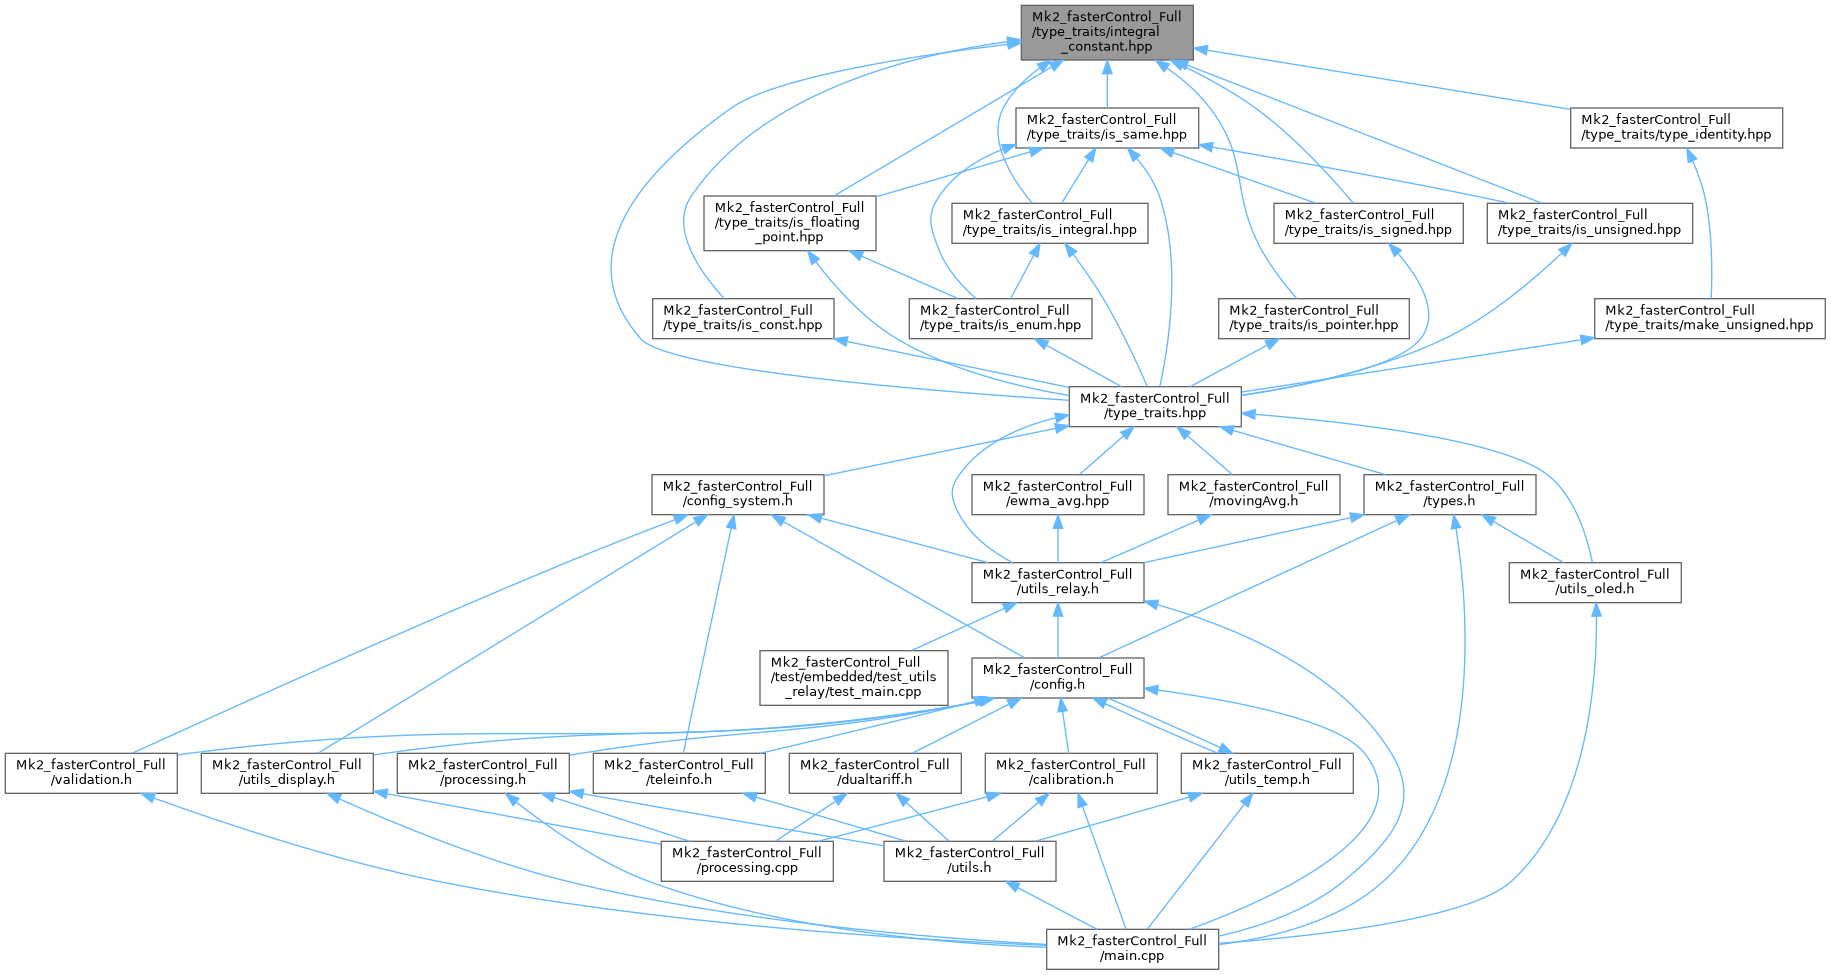 Mk2_fasterControl_Full
/type_traits/integral
_constant.hpp
Mk2_fasterControl_Full
/type_traits/is_same.hpp
Mk2_fasterControl_Full
/type_traits/type_identity.hpp
Mk2_fasterControl_Full
/type_traits/is_floating
_point.hpp
Mk2_fasterControl_Full
/type_traits/is_integral.hpp
Mk2_fasterControl_Full
/type_traits/is_signed.hpp
Mk2_fasterControl_Full
/type_traits/is_unsigned.hpp
Mk2_fasterControl_Full
/type_traits/is_const.hpp
Mk2_fasterControl_Full
/type_traits/is_enum.hpp
Mk2_fasterControl_Full
/type_traits/is_pointer.hpp
Mk2_fasterControl_Full
/type_traits/make_unsigned.hpp
Mk2_fasterControl_Full
/type_traits.hpp
Mk2_fasterControl_Full
/config_system.h
Mk2_fasterControl_Full
/ewma_avg.hpp
Mk2_fasterControl_Full
/movingAvg.h
Mk2_fasterControl_Full
/types.h
Mk2_fasterControl_Full
/utils_relay.h
Mk2_fasterControl_Full
/utils_oled.h
Mk2_fasterControl_Full
/test/embedded/test_utils
_relay/test_main.cpp
Mk2_fasterControl_Full
/config.h
Mk2_fasterControl_Full
/validation.h
Mk2_fasterControl_Full
/utils_display.h
Mk2_fasterControl_Full
/processing.h
Mk2_fasterControl_Full
/teleinfo.h
Mk2_fasterControl_Full
/dualtariff.h
Mk2_fasterControl_Full
/calibration.h
Mk2_fasterControl_Full
/utils_temp.h
Mk2_fasterControl_Full
/processing.cpp
Mk2_fasterControl_Full
/utils.h
Mk2_fasterControl_Full
/main.cpp